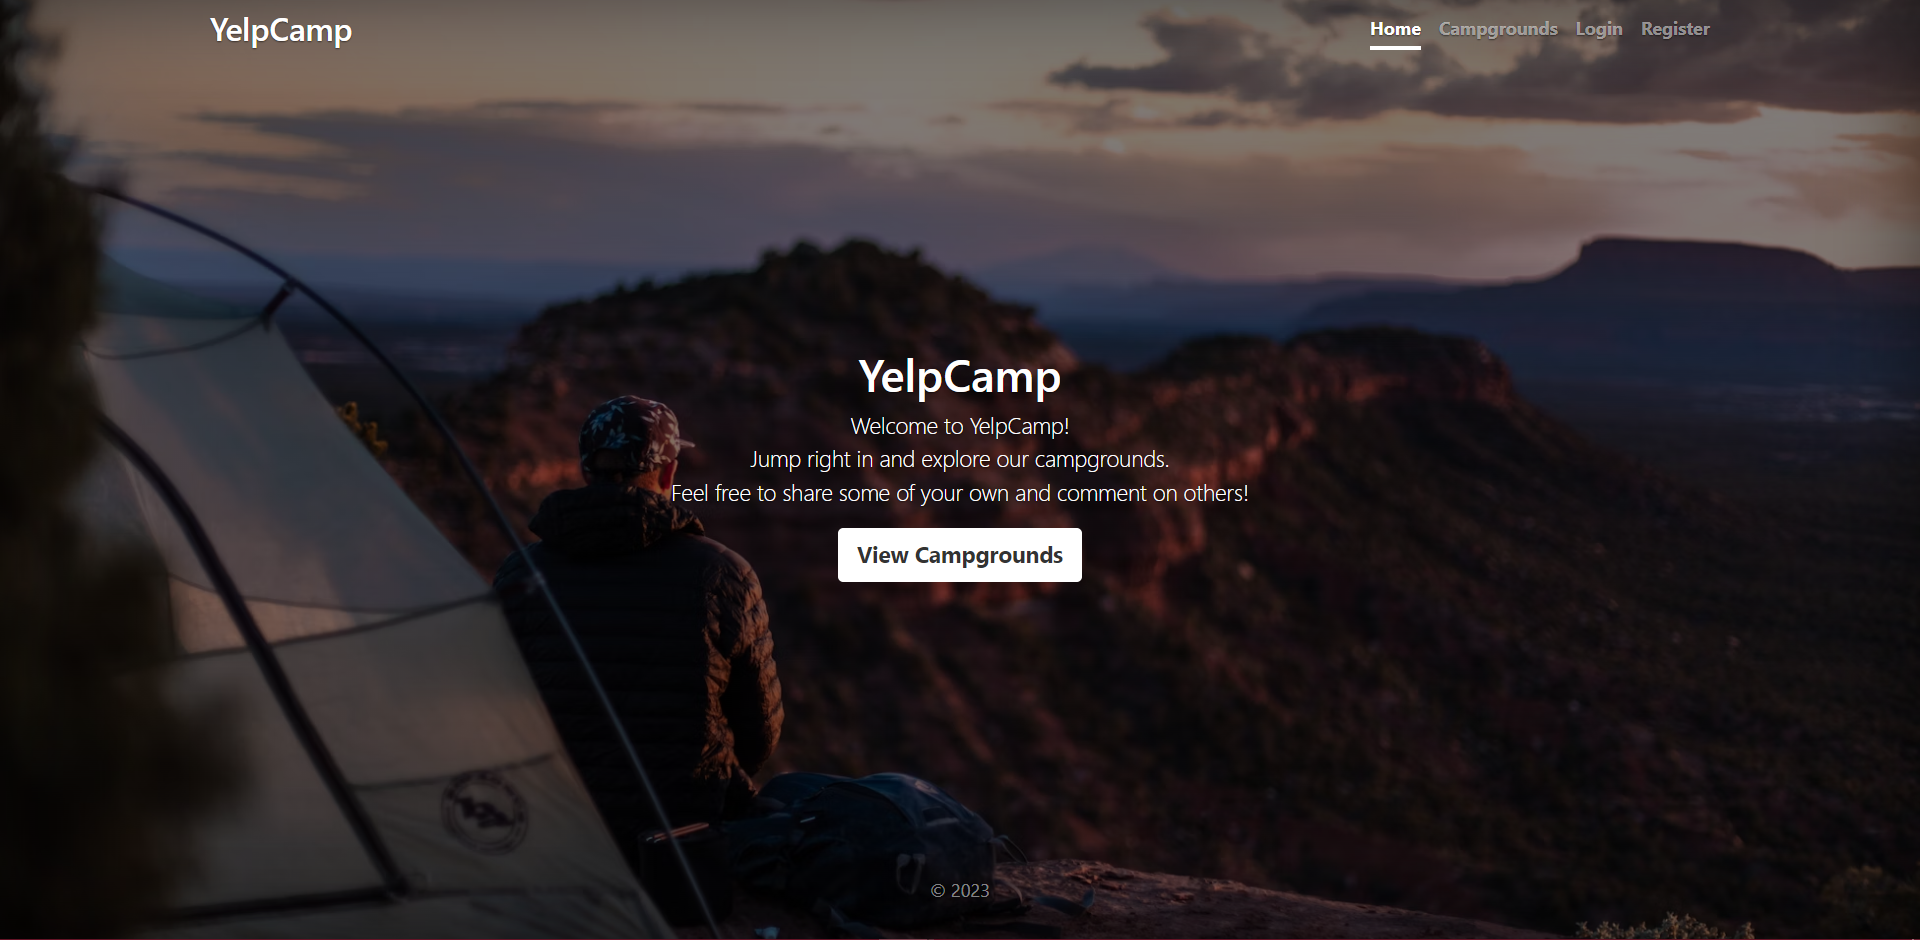 YelpCamp
Home Campgrounds Login Register
YelpCamp
Welcome to YelpCamp!
Jump right in and explore our campgrounds.
Feel free to share some of your own and comment on others!
View Campgrounds
© 2023